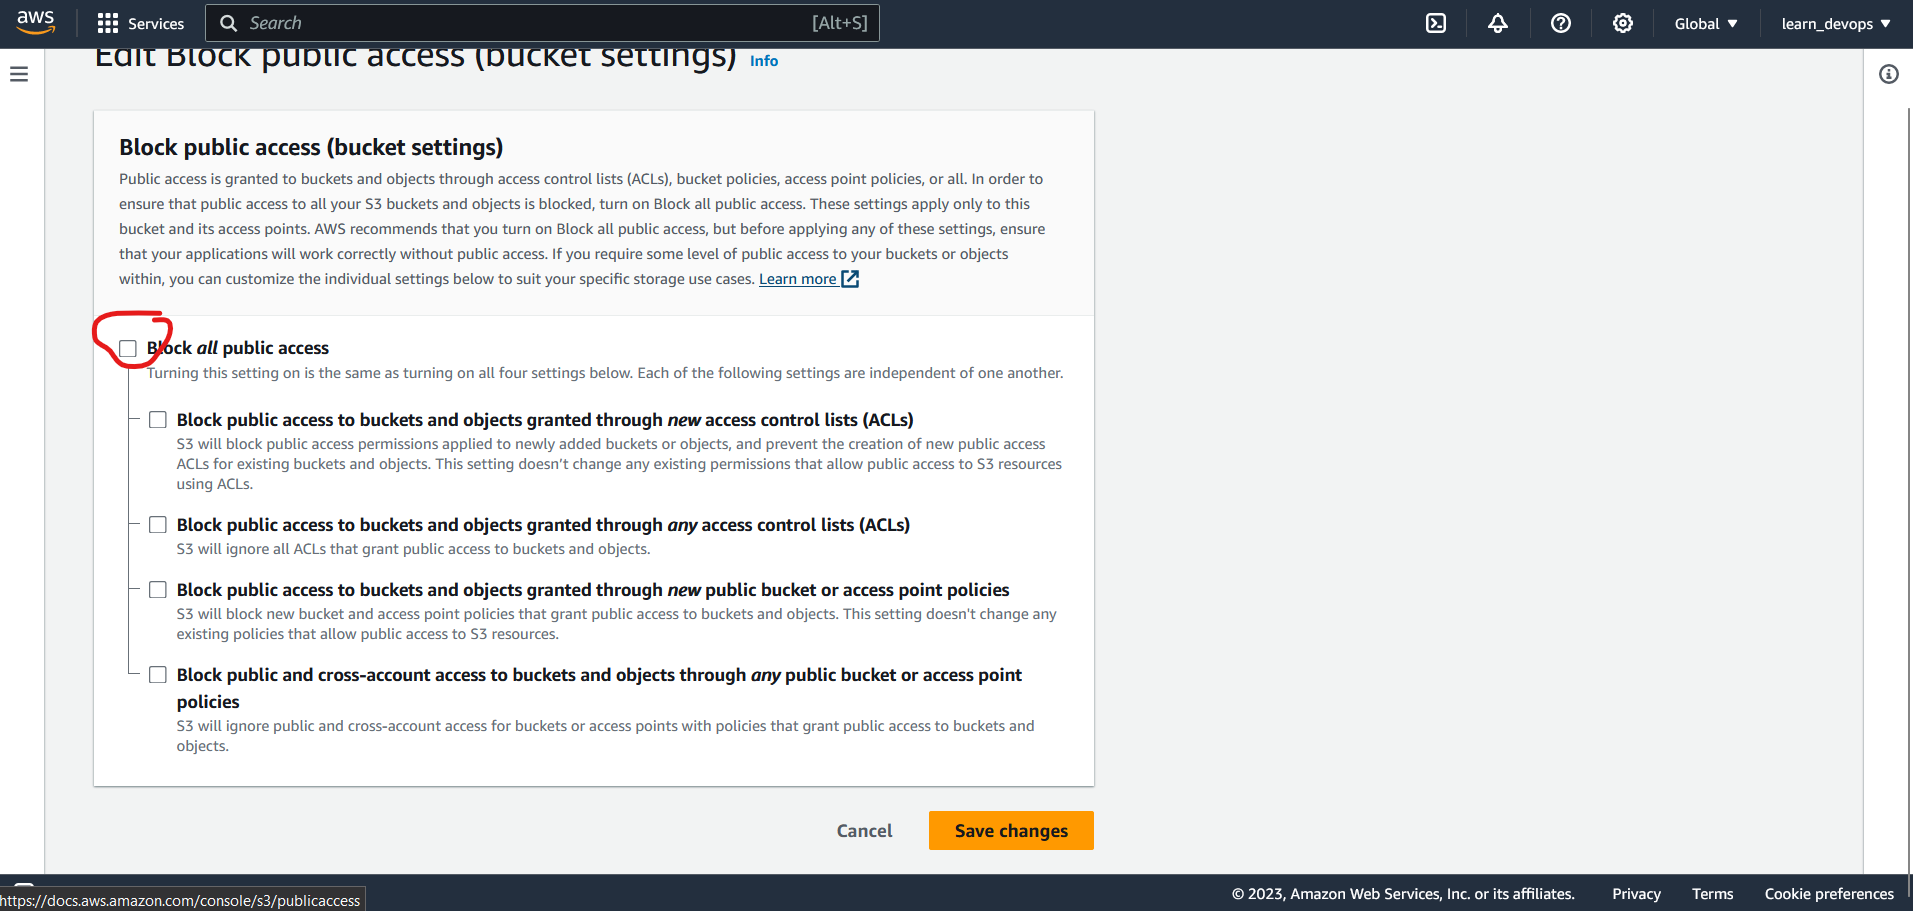 aws
Services
Search
[Alt+S]
Global
learn_devops
Edit Block public access (bucket settings)
Info
Block public access (bucket settings)
Public access is granted to buckets and objects through access control lists (ACLs), bucket policies, access point policies, or all. In order to
ensure that public access to all your S3 buckets and objects is blocked, turn on Block all public access. These settings apply only to this
bucket and its access points. AWS recommends that you turn on Block all public access, but before applying any of these settings, ensure
that your applications will work correctly without public access. If you require some level of public access to your buckets or objects
within, you can customize the individual settings below to suit your specific storage use cases. Learn more
Block all public access
Turning this setting on is the same as turning on all four settings below. Each of the following settings are independent of one another.
Block public access to buckets and objects granted through new access control lists (ACLs)
S3 will block public access permissions applied to newly added buckets or objects, and prevent the creation of new public access
ACLs for existing buckets and objects. This setting doesn’t change any existing permissions that allow public access to S3 resources
using ACLs.
Block public access to buckets and objects granted through any access control lists (ACLs)
S3 will ignore all ACLs that grant public access to buckets and objects.
Block public access to buckets and objects granted through new public bucket or access point policies
S3 will block new bucket and access point policies that grant public access to buckets and objects. This setting doesn't change any
existing policies that allow public access to S3 resources.
Block public and cross-account access to buckets and objects through any public bucket or access point
policies
S3 will ignore public and cross-account access for buckets or access points with policies that grant public access to buckets and
objects.
Cancel
Save changes
© 2023, Amazon Web Services, Inc. or its affiliates.
Privacy
Terms
Cookie preferences
https://docs.aws.amazon.com/console/s3/publicaccess